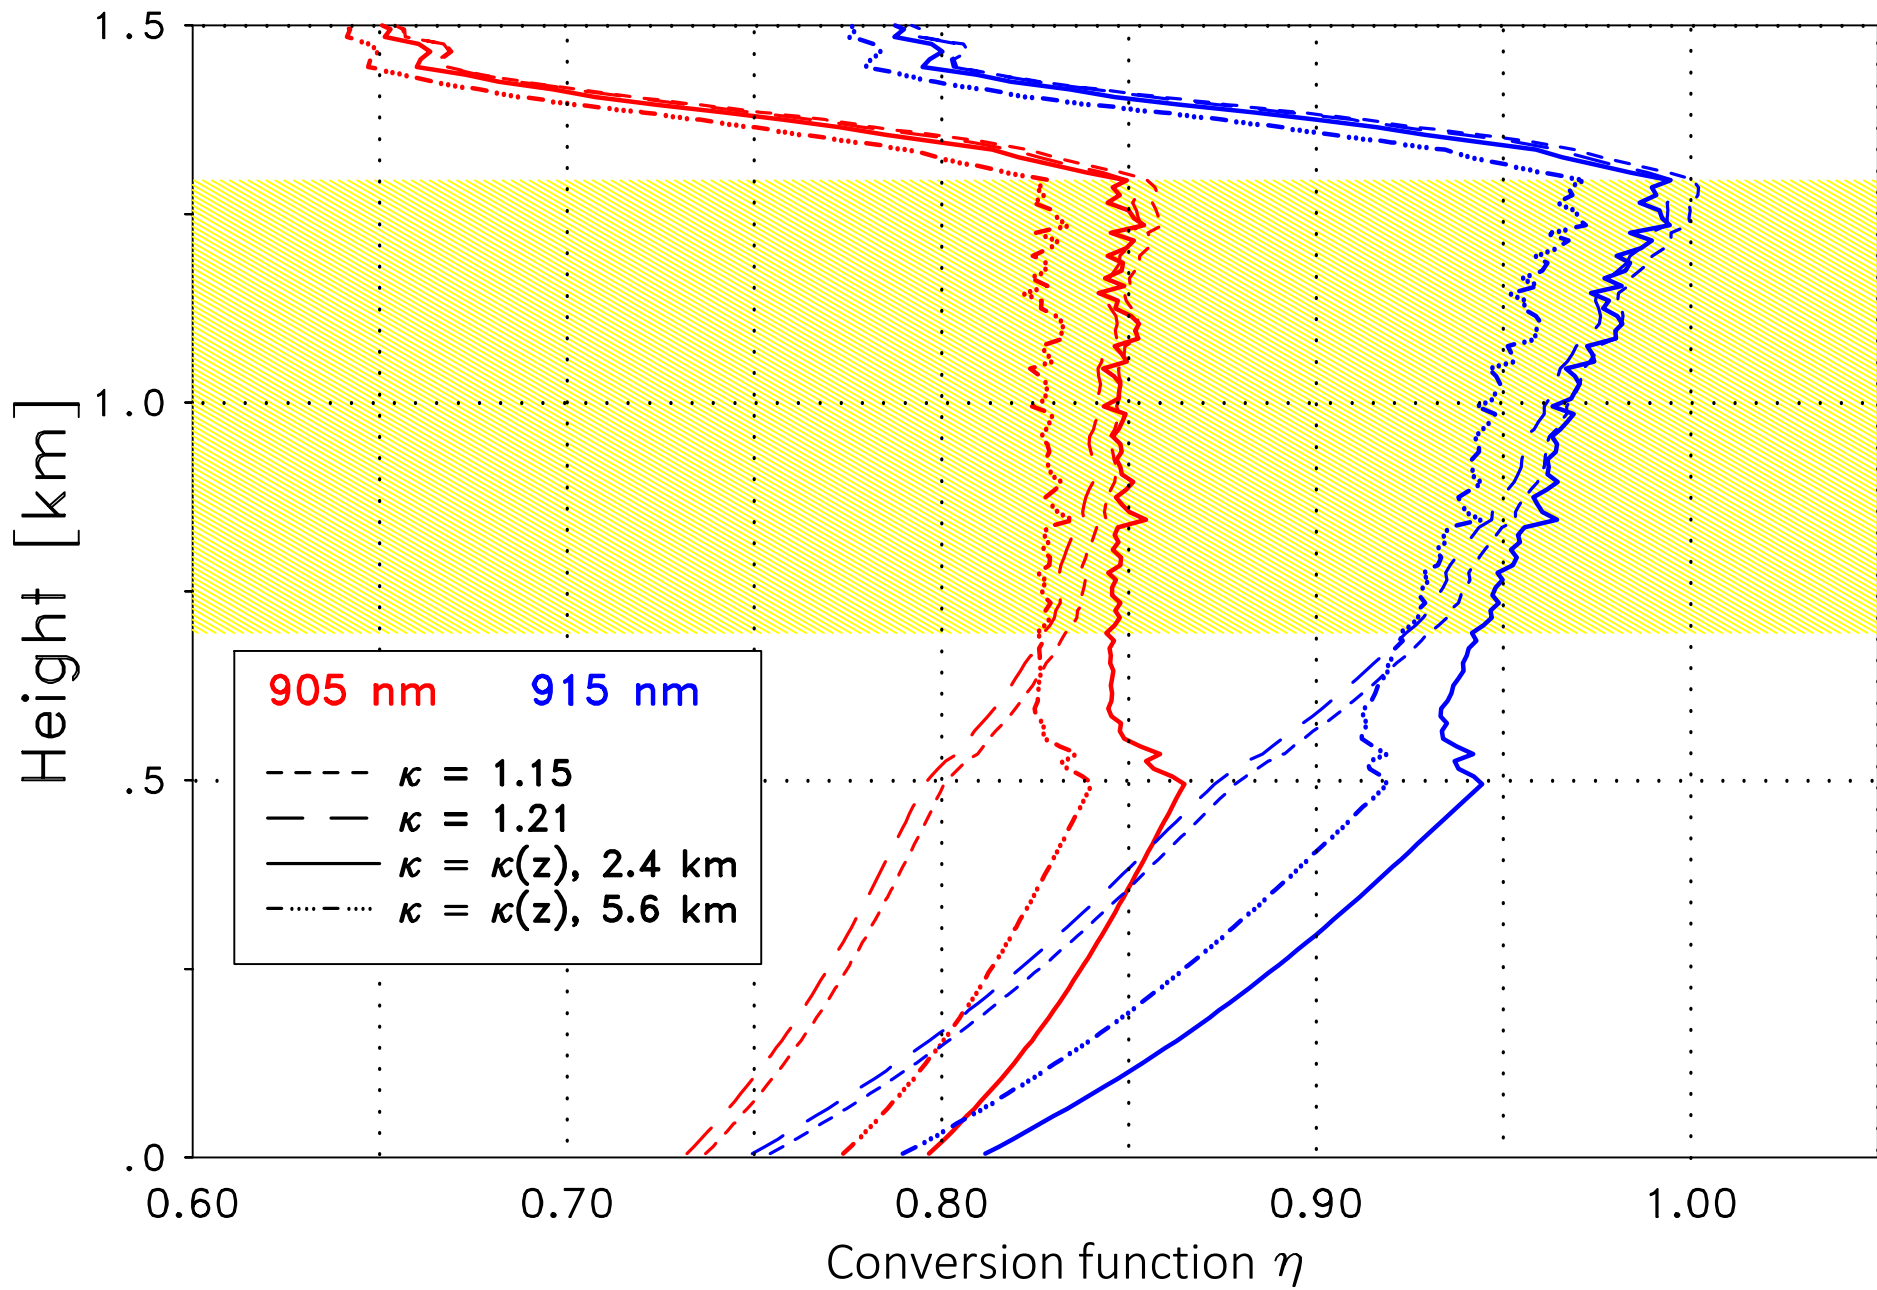 1.5
1.0
.5
.0
Height [km]
905 nm 915 nm
κ = 1.15
κ = 1.21
κ = κ(z), 2.4 km
κ = κ(z), 5.6 km
0.60 0.70 0.80 0.90 1.00
Conversion function η